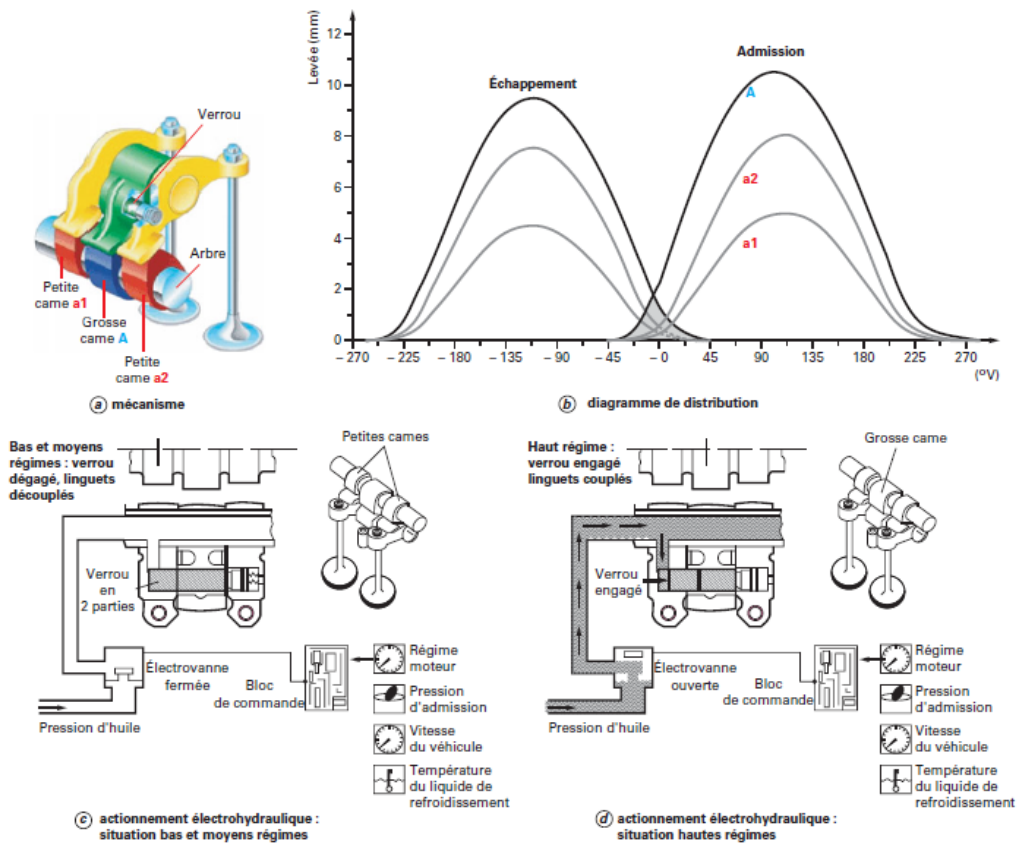 Verrou
Arbre
Petite
came a1
Grosse
came A
Petite
came a2
a mécanisme
Levée (mm)
12
10
8
6
4
2
0
Échappement
Admission
A
a2
a1
– 270 – 225 – 180 – 135 – 90 – 45 – 0 45 90 135 180 225 270
(ºV)
b diagramme de distribution
Bas et moyens
régimes : verrou
dégagé, linguets
découplés
Petites cames
Verrou
en
2 parties
Électrovanne
fermée
Bloc
de commande
Pression d'huile
Régime
moteur
Pression
d'admission
Vitesse
du véhicule
Température
du liquide de
refroidissement
c actionnement électrohydraulique :
situation bas et moyens régimes
Haut régime :
verrou engagé
linguets couplés
Grosse came
Verrou
engagé
Électrovanne
ouverte
Bloc
de commande
Pression d'huile
Régime
moteur
Pression
d'admission
Vitesse
du véhicule
Température
du liquide de
refroidissement
d actionnement électrohydraulique :
situation hautes régimes